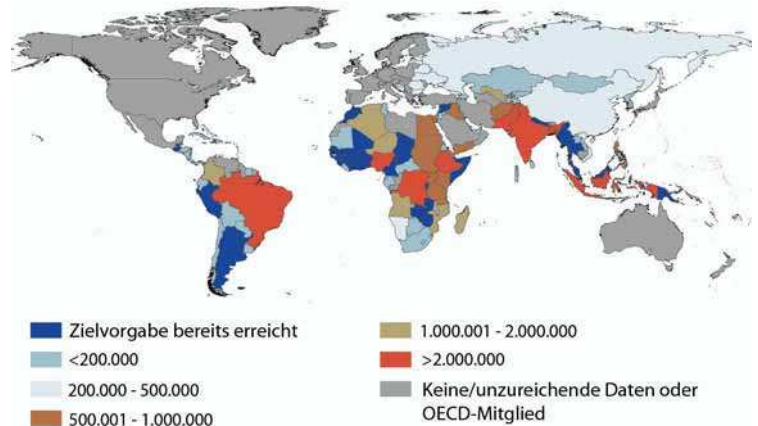 Zielvorgabe bereits erreicht
<200.000
200.000 - 500.000
500.001 - 1.000.000
1.000.001 - 2.000.000
>2.000.000
Keine/unzureichende Daten oder
OECD-Mitglied